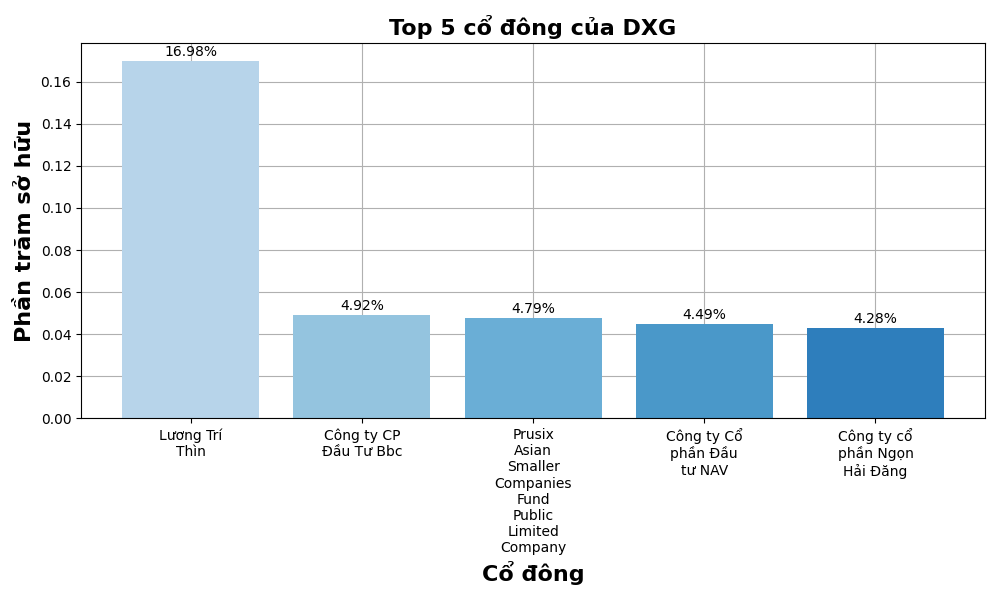 Top 5 cổ đông của DXG
Phần trăm sở hữu
0.16
0.14
0.12
0.10
0.08
0.06
0.04
0.02
0.00
16.98%
4.92%
4.79%
4.49%
4.28%
Lương Trí
Thìn
Công ty CP
Đầu Tư Bbc
Prusix
Asian
Smaller
Companies
Fund
Public
Limited
Company
Công ty Cổ
phần Đầu
tư NAV
Công ty cổ
phần Ngọn
Hải Đăng
Cổ đông